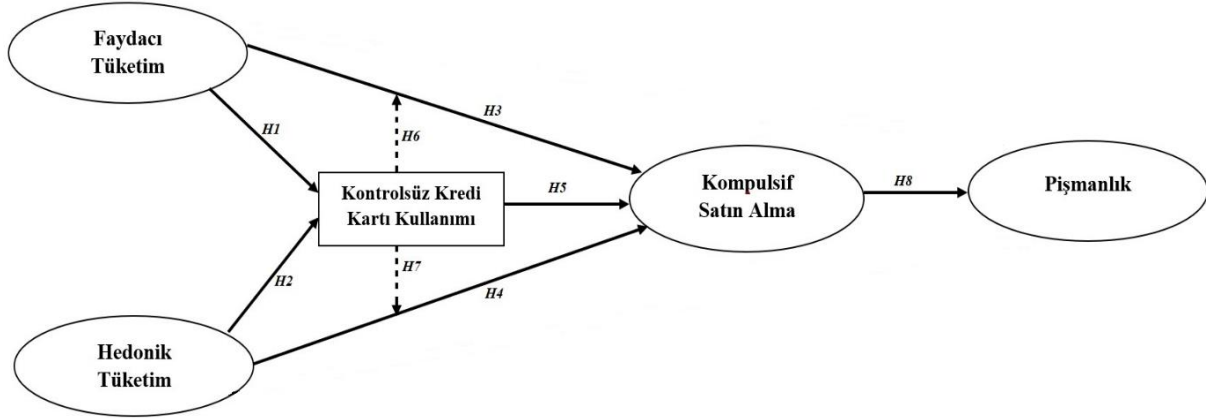 Faydacı
Tüketim
H1
H3
H6
Kontrolsüz Kredi
Kartı Kullanımı
H5
Kompulsif
Satın Alma
H8
Pişmanlık
H7
H2
H4
Hedonik
Tüketim